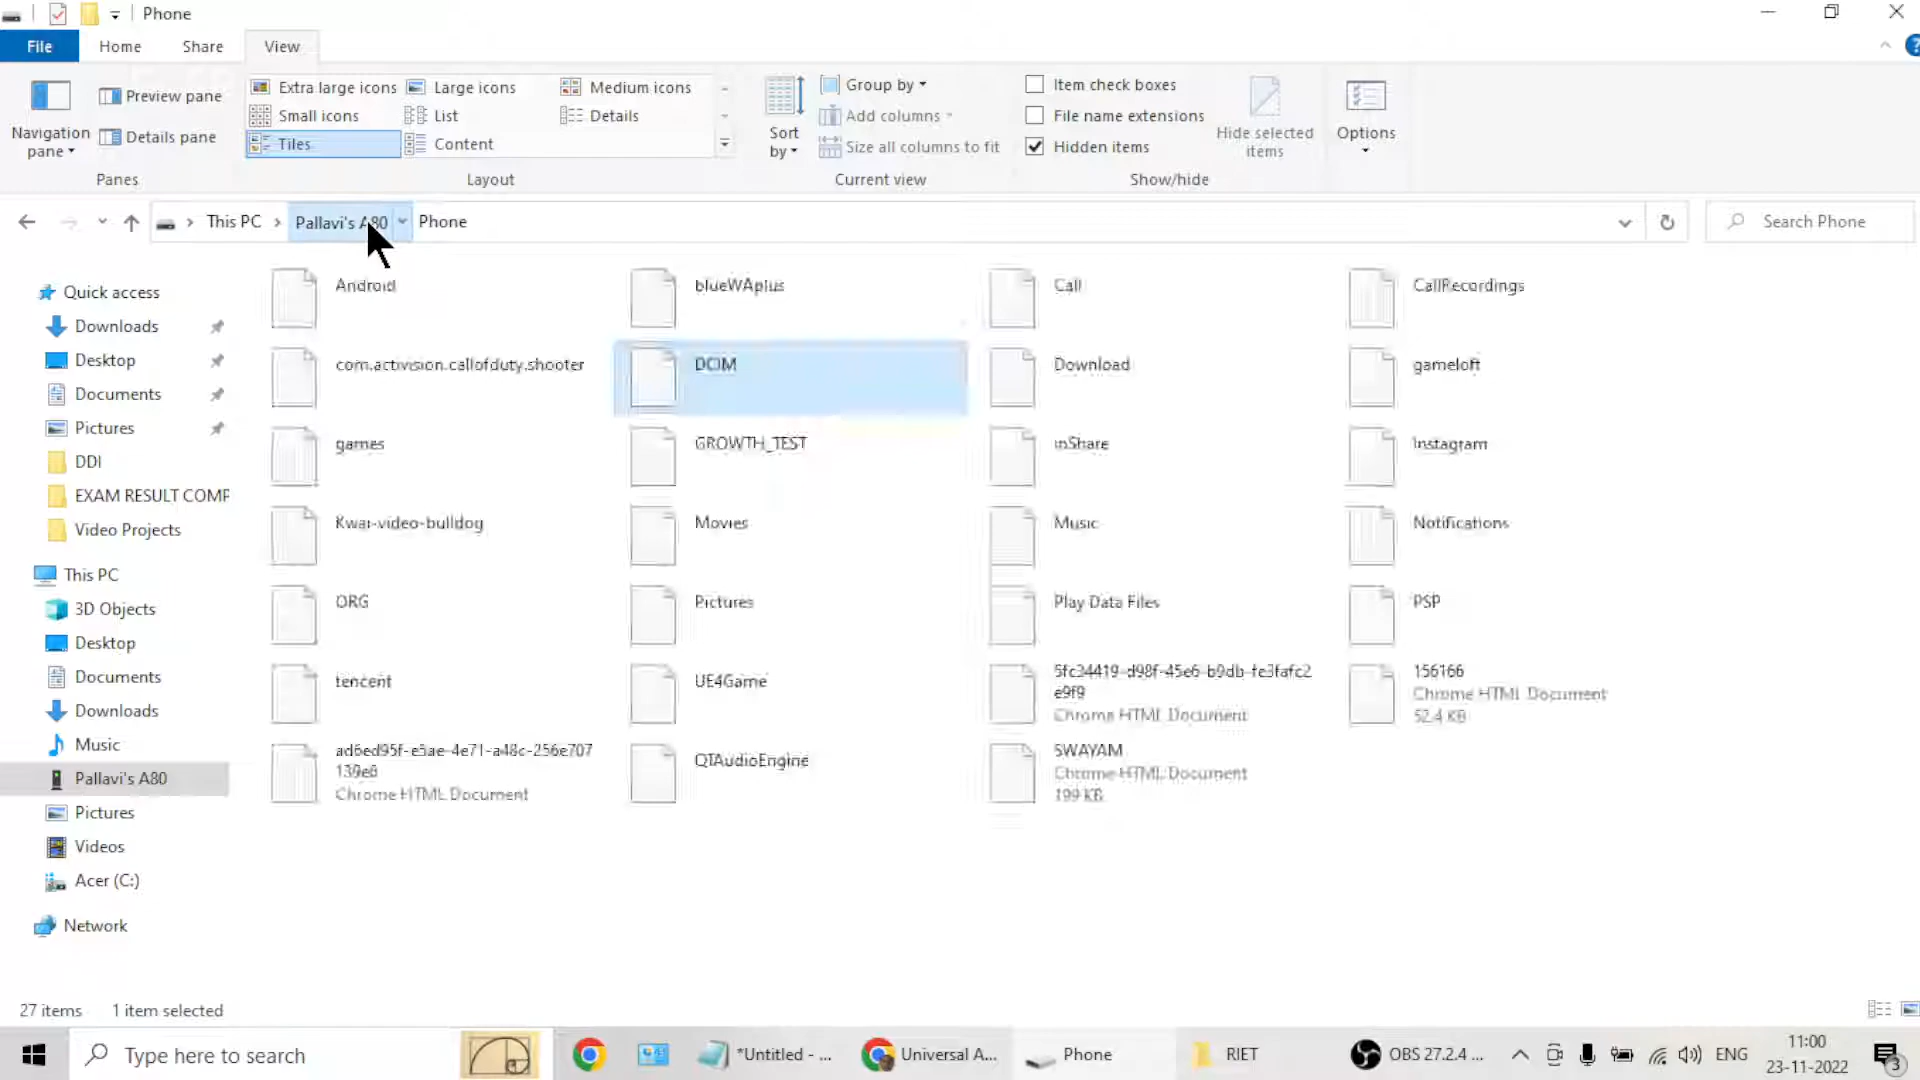 Phone
File
Home
Share
View
Navigation
pane
Preview pane
Details pane
Panes
Extra large icons
Large icons
Medium icons
Small icons
List
Details
Tiles
Content
Layout
Sort
by
Group by
Add columns
Size all columns to fit
Current view
Item check boxes
File name extensions
Hidden items
Hide selected
items
Show/hide
Options
This PC
Pallavi's A80
Phone
Search Phone
Quick access
Downloads
Desktop
Documents
Pictures
DDI
EXAM RESULT COMP
Video Projects
This PC
3D Objects
Desktop
Documents
Downloads
Music
Pallavi's A80
Pictures
Videos
Acer (C:)
Network
Android
blueWAplus
Call
CallRecordings
com.activision.callofduty.shooter
DCIM
Download
gameloft
games
GROWTH_TEST
inShare
Instagram
Kwai-video-bulldog
Movies
Music
Notifications
ORG
Pictures
Play Data Files
PSP
tencent
UE4Game
5fc34419-d98f-45e6-b9db-fe3fafc2
e9f9
Chrome HTML Document
156166
Chrome HTML Document
52.4 KB
ad6ed95f-e3ae-4e71-a48c-256e707
139e8
Chrome HTML Document
QTAudioEngine
SWAYAM
Chrome HTML Document
199 KB
27 items
1 item selected
Type here to search
*Untitled - ...
Universal A...
Phone
RIET
OBS 27.2.4 ...
ENG
11:00
23-11-2022
3